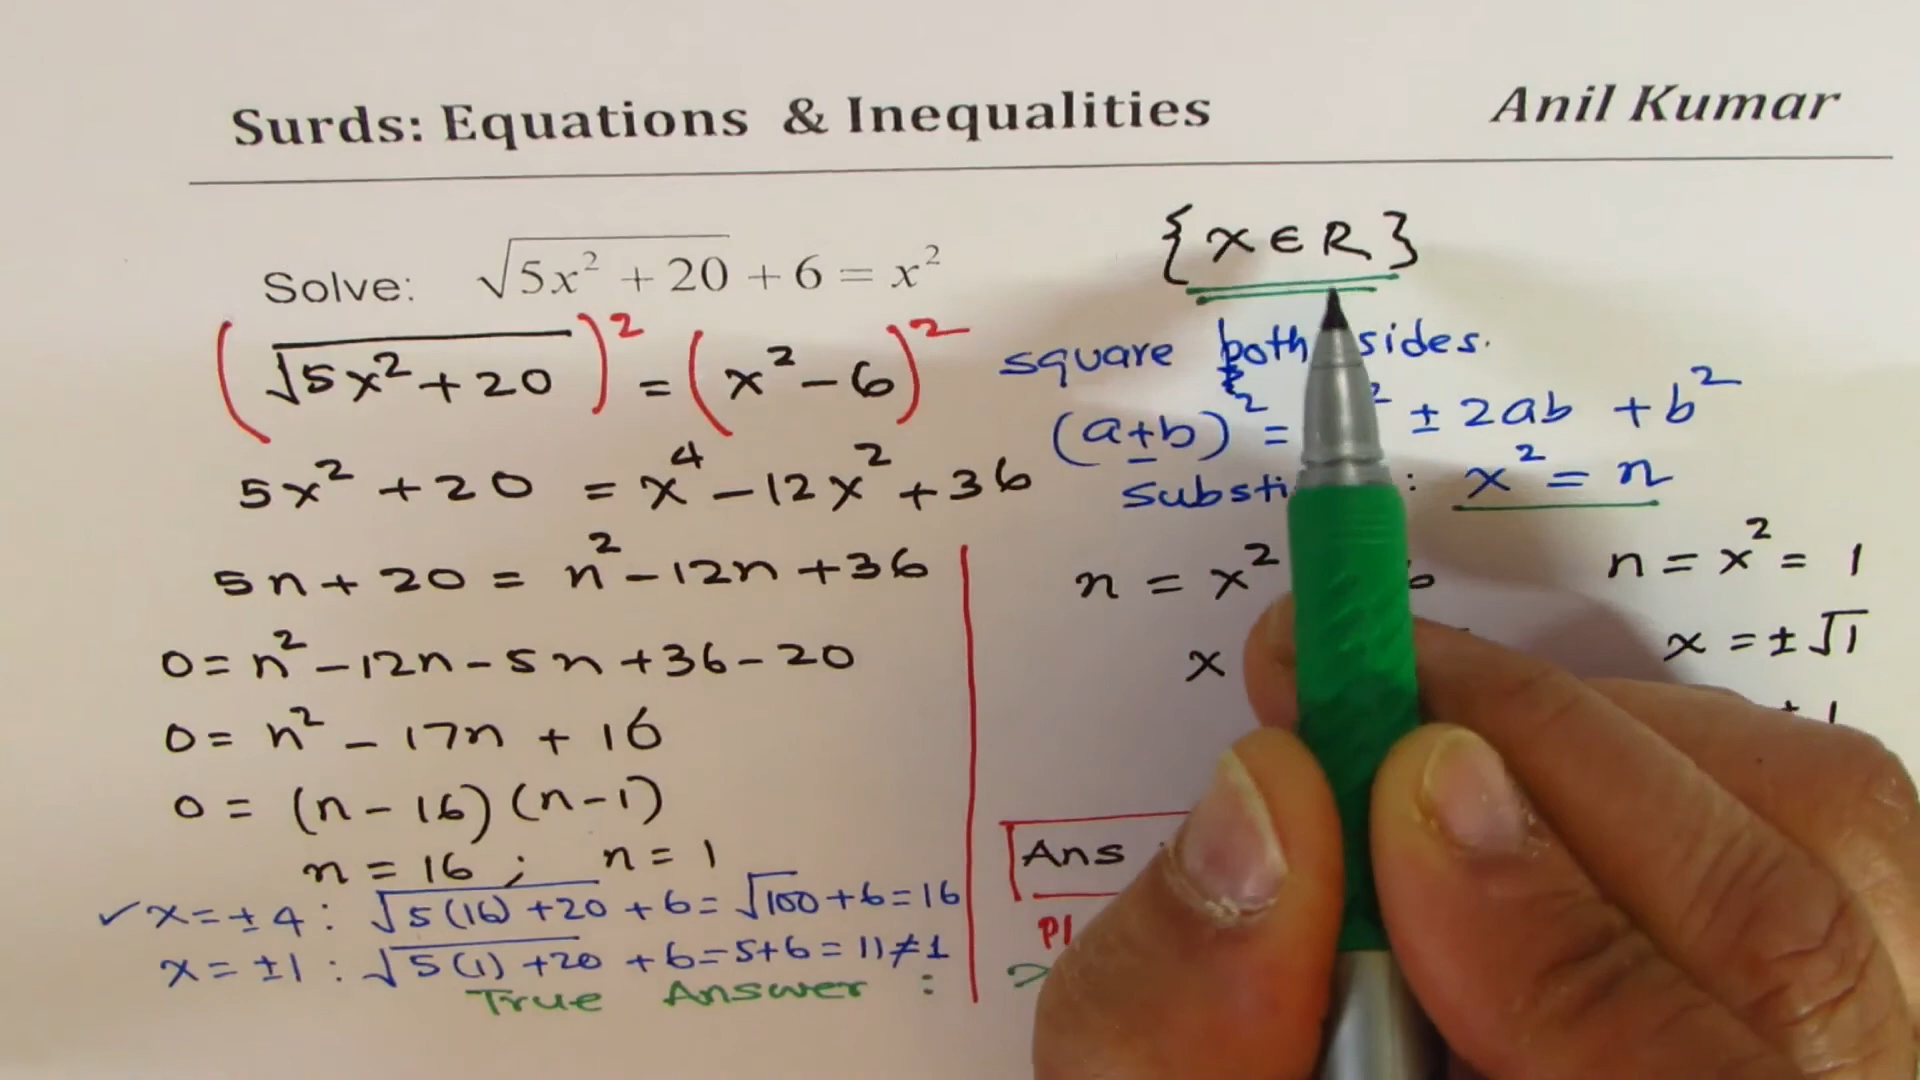 Surds: Equations & Inequalities Anil Kumar
Solve: √(5x² + 20) + 6 = x²
{x ∈ R}
(√(5x² + 20))² = (x² - 6)²
square both sides.
(a ± b)² = ² ± 2ab + b²
5x² + 20 = x⁴ - 12x² + 36
: x² = n
5n + 20 = n² - 12n + 36
0 = n² - 12n - 5n + 36 - 20
0 = n² - 17n + 16
0 = (n - 16)(n - 1)
n = 16 ; n = 1
✓ x = ±4 : √(5(16) + 20) + 6 = √100 + 6 = 16
x = ±1 : √(5(1) + 20) + 6 = 5 + 6 = 11 ≠ 1
True Answer :
n = x²
x
n = x² = 1
x = ±√1
± 1
Ans :